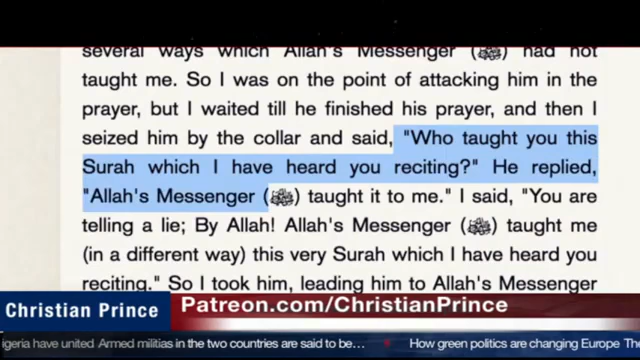 several ways which Allah's Messenger (ﷺ) had not
taught me. So I was on the point of attacking him in the
prayer, but I waited till he finished his prayer, and then I
seized him by the collar and said, "Who taught you this
Surah which I have heard you reciting?" He replied,
"Allah's Messenger (ﷺ) taught it to me." I said, "You are
telling a lie; By Allah! Allah's Messenger (ﷺ) taught me
(in a different way) this very Surah which I have heard you
reciting." So I took him, leading him to Allah's Messenger
Christian Prince
Patreon.com/ChristianPrince
igeria have united. Armed militias in the two countries are said to be… How green politics are changing Europe The